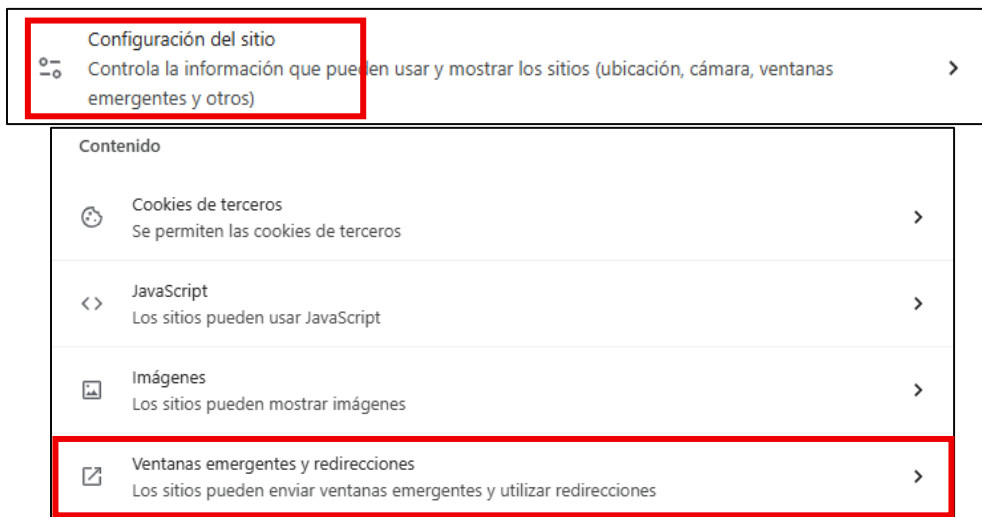 Configuración del sitio
Controla la información que pueden usar y mostrar los sitios (ubicación, cámara, ventanas
emergentes y otros)
Contenido
Cookies de terceros
Se permiten las cookies de terceros
JavaScript
Los sitios pueden usar JavaScript
Imágenes
Los sitios pueden mostrar imágenes
Ventanas emergentes y redirecciones
Los sitios pueden enviar ventanas emergentes y utilizar redirecciones